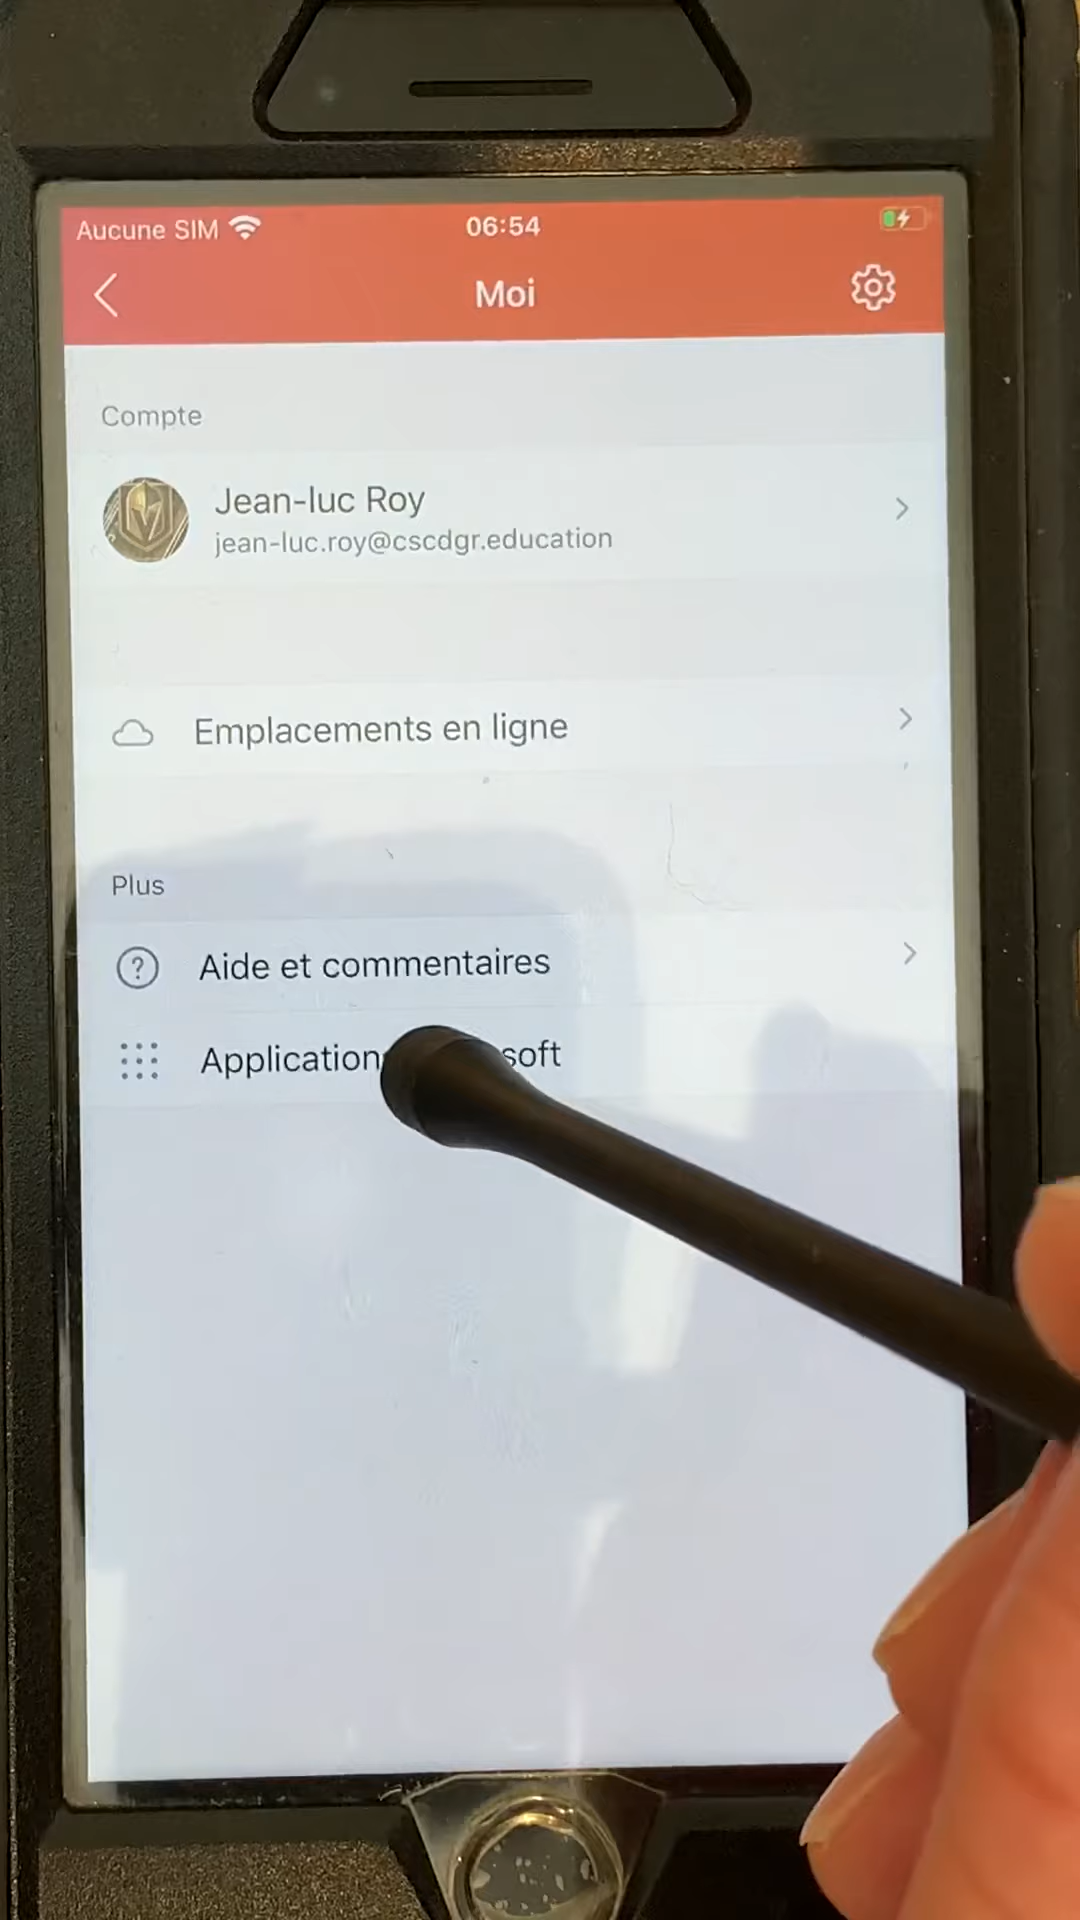 Aucune SIM 06:54
Moi
Compte
Jean-luc Roy
jean-luc.roy@cscdgr.education
Emplacements en ligne
Plus
? Aide et commentaires
Application soft